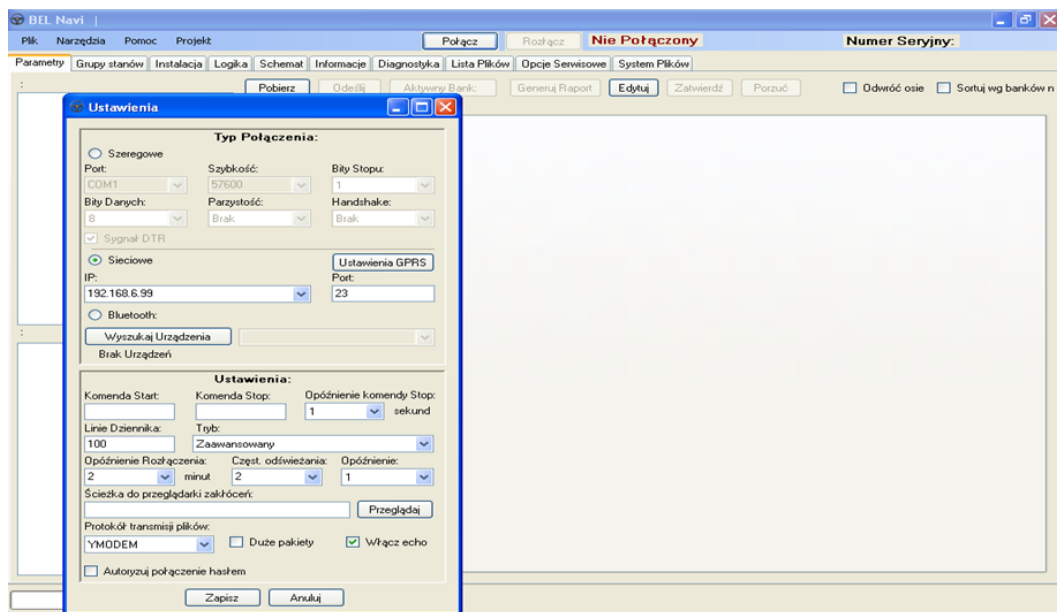 BEL Navi |
Plik Narzędzia Pomoc Projekt Połącz Rozłącz Nie Połączony Numer Seryjny:
Parametry Grupy stanów Instalacja Logika Schemat Informacje Diagnostyka Lista Plików Opcje Serwisowe System Plików
: Pobierz Odeślij Aktywny Bank: Generuj Raport Edytuj Zatwierdź Porzuć Odwróć osie Sortuj wg banków n
Ustawienia
Typ Połączenia:
Szeregowe
Port: Szybkość: Bity Stopu:
COM1 57600 1
Bity Danych: Parzystość: Handshake:
8 Brak Brak
Sygnał DTR
Sieciowe Ustawienia GPRS
IP: Port:
192.168.6.99 23
Bluetooth:
: Wyszukaj Urządzenia
Brak Urządzeń
Ustawienia:
Komenda Start: Komenda Stop: Opóźnienie komendy Stop:
1 sekund
Linie Dziennika: Tryb:
100 Zaawansowany
Opóźnienie Rozłączenia: Częst. odświeżania: Opóźnienie:
2 minut 2 1
Ścieżka do przeglądarki zakłóceń:
Przeglądaj
Protokół transmisji plików:
YMODEM Duże pakiety Włącz echo
Autoryzuj połączenie hasłem
Zapisz Anuluj